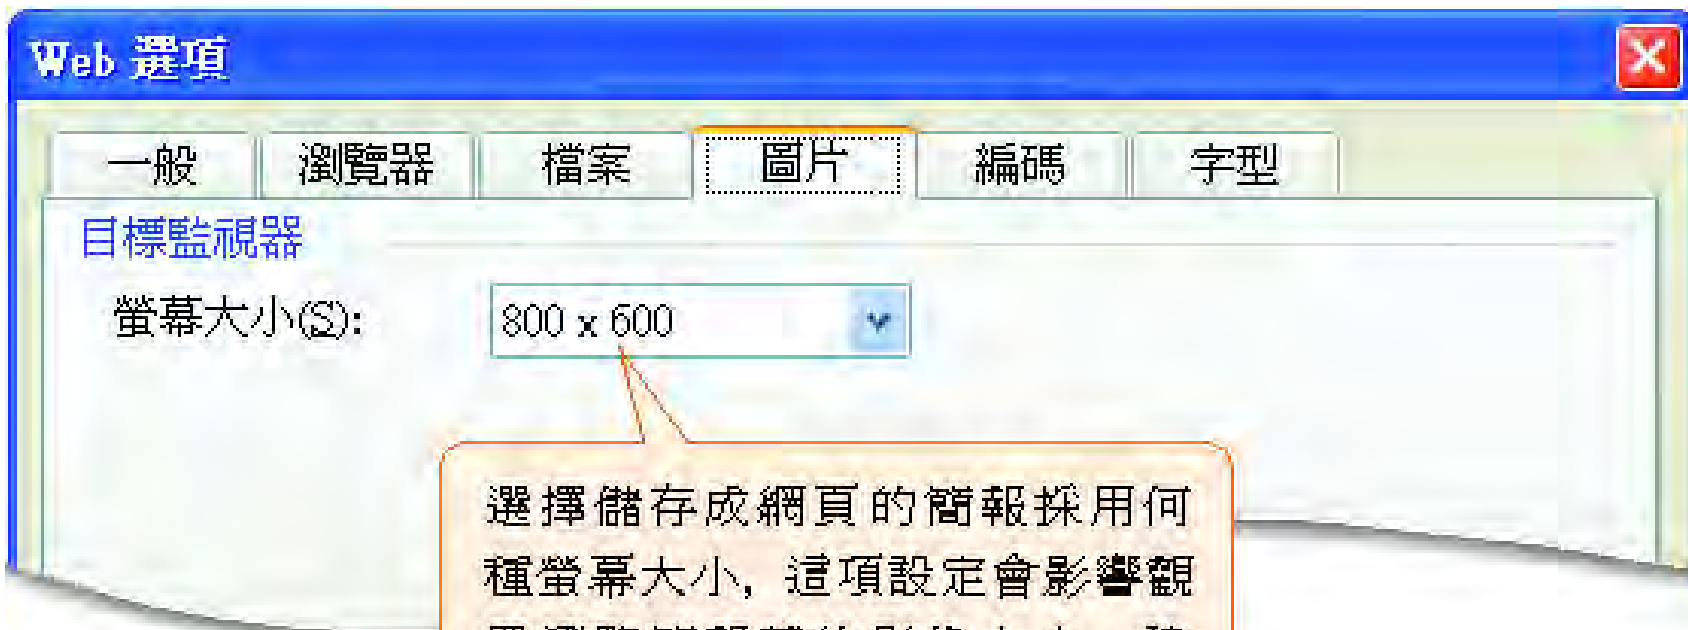 Web 選項
一般 瀏覽器 檔案 圖片 編碼 字型
目標監視器
螢幕大小(S): 800 x 600
選擇儲存成網頁的簡報採用何
種螢幕大小, 這項設定會影響觀